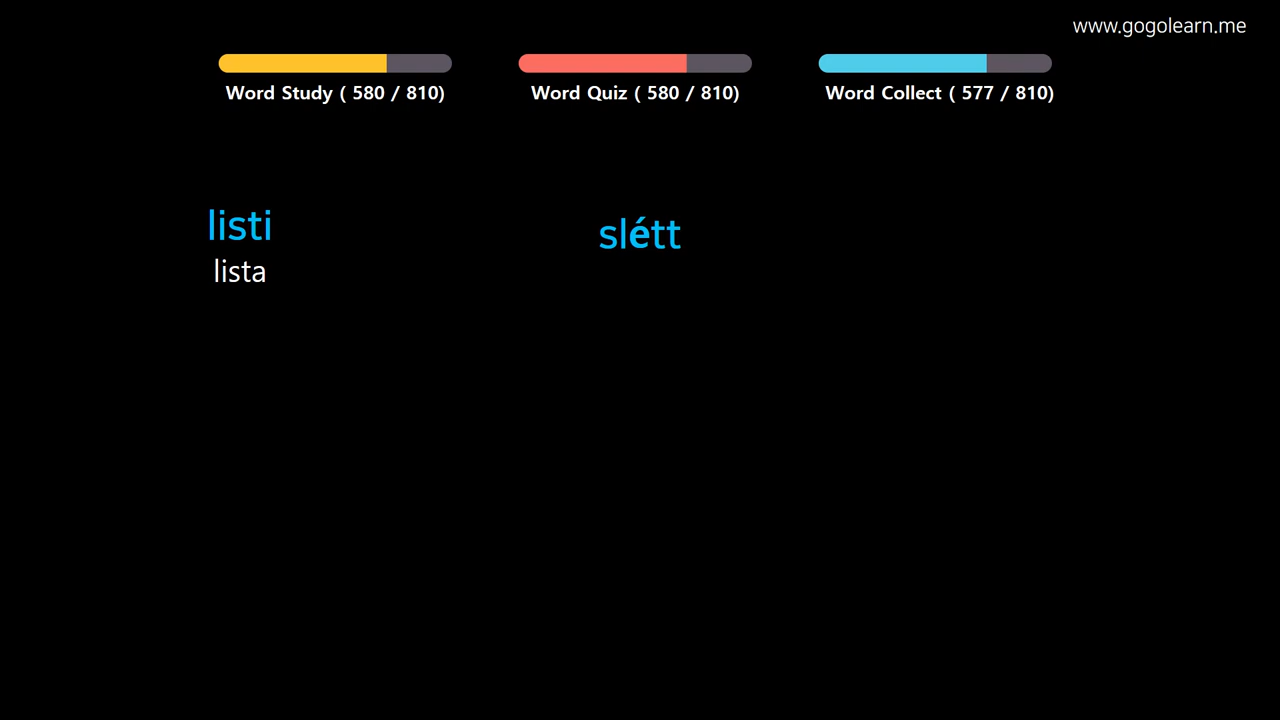 www.gogolearn.me
Word Study ( 580 / 810)
Word Quiz ( 580 / 810)
Word Collect ( 577 / 810)
listi
lista
slétt